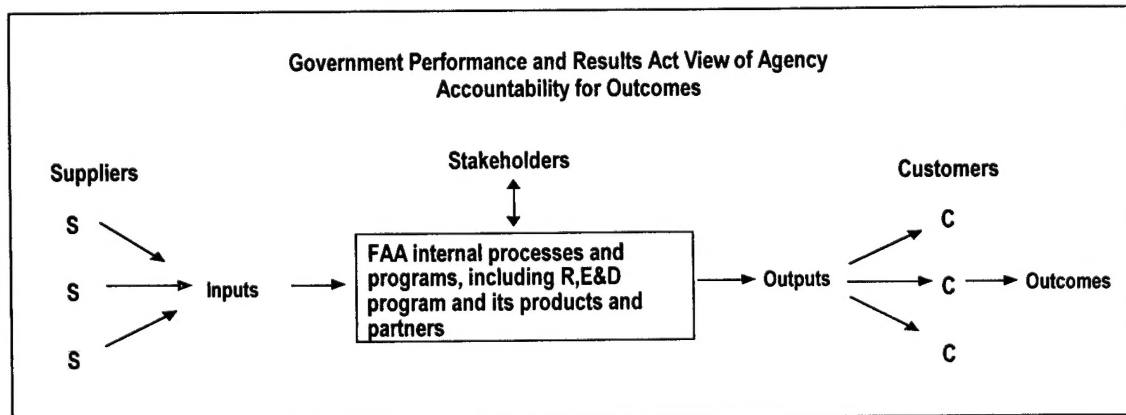 Government Performance and Results Act View of Agency
Accountability for Outcomes
Suppliers
Stakeholders
Customers
S
S
S
Inputs
FAA internal processes and
programs, including R,E&D
program and its products and
partners
Outputs
C
C
C
Outcomes